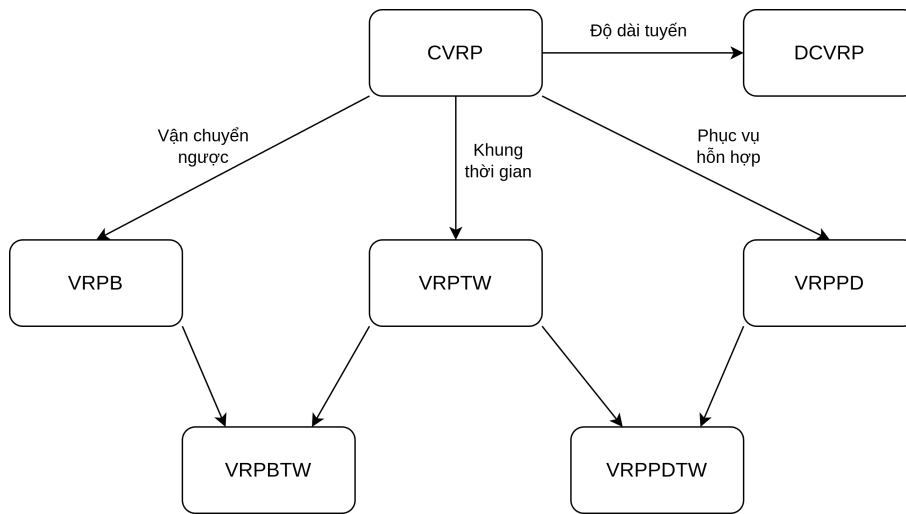 CVRP
Độ dài tuyến
DCVRP
Vận chuyển
ngược
Khung
thời gian
Phục vụ
hỗn hợp
VRPB
VRPTW
VRPPD
VRPBTW
VRPPDTW